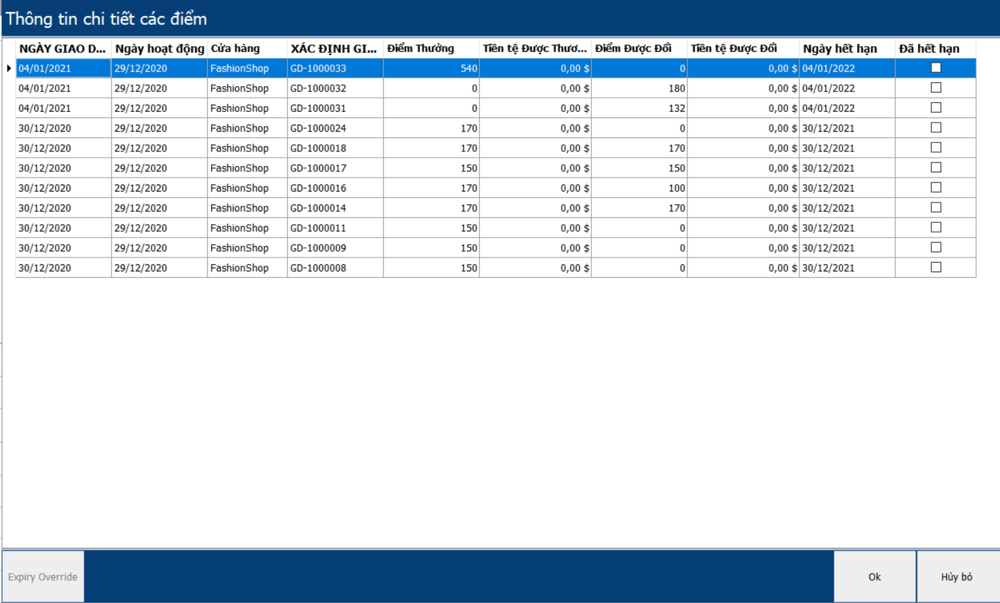 Thông tin chi tiết các điểm
NGÀY GIAO D... Ngày hoạt động Cửa hàng XÁC ĐỊNH GI... Điểm Thưởng Tiền tệ Được Thươ... Điểm Được Đổi Tiền tệ Được Đổi Ngày hết hạn Đã hết hạn
04/01/2021 29/12/2020 FashionShop GD-1000033 540 0,00 $ 0 0,00 $ 04/01/2022
04/01/2021 29/12/2020 FashionShop GD-1000032 0 0,00 $ 180 0,00 $ 04/01/2022
04/01/2021 29/12/2020 FashionShop GD-1000031 0 0,00 $ 132 0,00 $ 04/01/2022
30/12/2020 29/12/2020 FashionShop GD-1000024 170 0,00 $ 0 0,00 $ 30/12/2021
30/12/2020 29/12/2020 FashionShop GD-1000018 170 0,00 $ 170 0,00 $ 30/12/2021
30/12/2020 29/12/2020 FashionShop GD-1000017 150 0,00 $ 150 0,00 $ 30/12/2021
30/12/2020 29/12/2020 FashionShop GD-1000016 170 0,00 $ 100 0,00 $ 30/12/2021
30/12/2020 29/12/2020 FashionShop GD-1000014 170 0,00 $ 170 0,00 $ 30/12/2021
30/12/2020 29/12/2020 FashionShop GD-1000011 150 0,00 $ 0 0,00 $ 30/12/2021
30/12/2020 29/12/2020 FashionShop GD-1000009 150 0,00 $ 0 0,00 $ 30/12/2021
30/12/2020 29/12/2020 FashionShop GD-1000008 150 0,00 $ 0 0,00 $ 30/12/2021
Expiry Override Ok Hủy bỏ